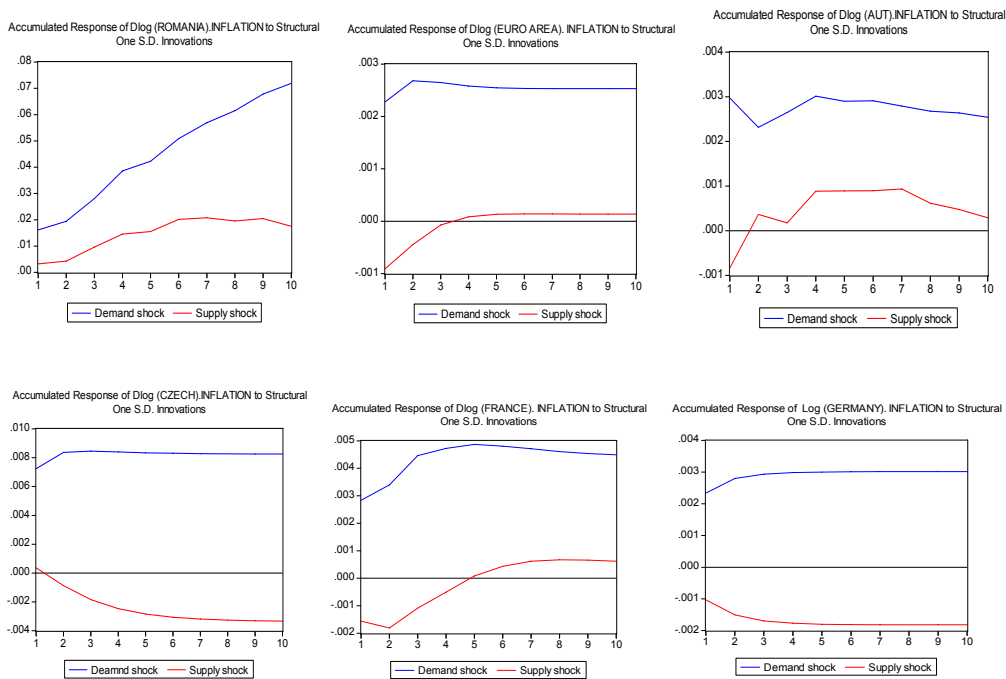 Accumulated Response of Dlog (ROMANIA).INFLATION to Structural
One S.D. Innovations
.08
.07
.06
.05
.04
.03
.02
.01
.00
1 2 3 4 5 6 7 8 9 10
Demand shock Supply shock
Accumulated Response of Dlog (EURO AREA). INFLATION to Structural
One S.D. Innovations
.003
.002
.001
.000
-.001
1 2 3 4 5 6 7 8 9 10
Demand shock Supply shock
Accumulated Response of Dlog (AUT).INFLATION to Structural
One S.D. Innovations
.004
.003
.002
.001
.000
-.001
1 2 3 4 5 6 7 8 9 10
Demand shock Supply shock
Accumulated Response of Dlog (CZECH).INFLATION to Structural
One S.D. Innovations
.010
.008
.006
.004
.002
.000
-.002
-.004
1 2 3 4 5 6 7 8 9 10
Deamnd shock Supply shock
Accumulated Response of Dlog (FRANCE). INFLATION to Structural
One S.D. Innovations
.005
.004
.003
.002
.001
.000
-.001
-.002
1 2 3 4 5 6 7 8 9 10
Demand shock Supply shock
Accumulated Response of Log (GERMANY). INFLATION to Structural
One S.D. Innovations
.004
.003
.002
.001
.000
-.001
-.002
1 2 3 4 5 6 7 8 9 10
Demand shock Supply shock